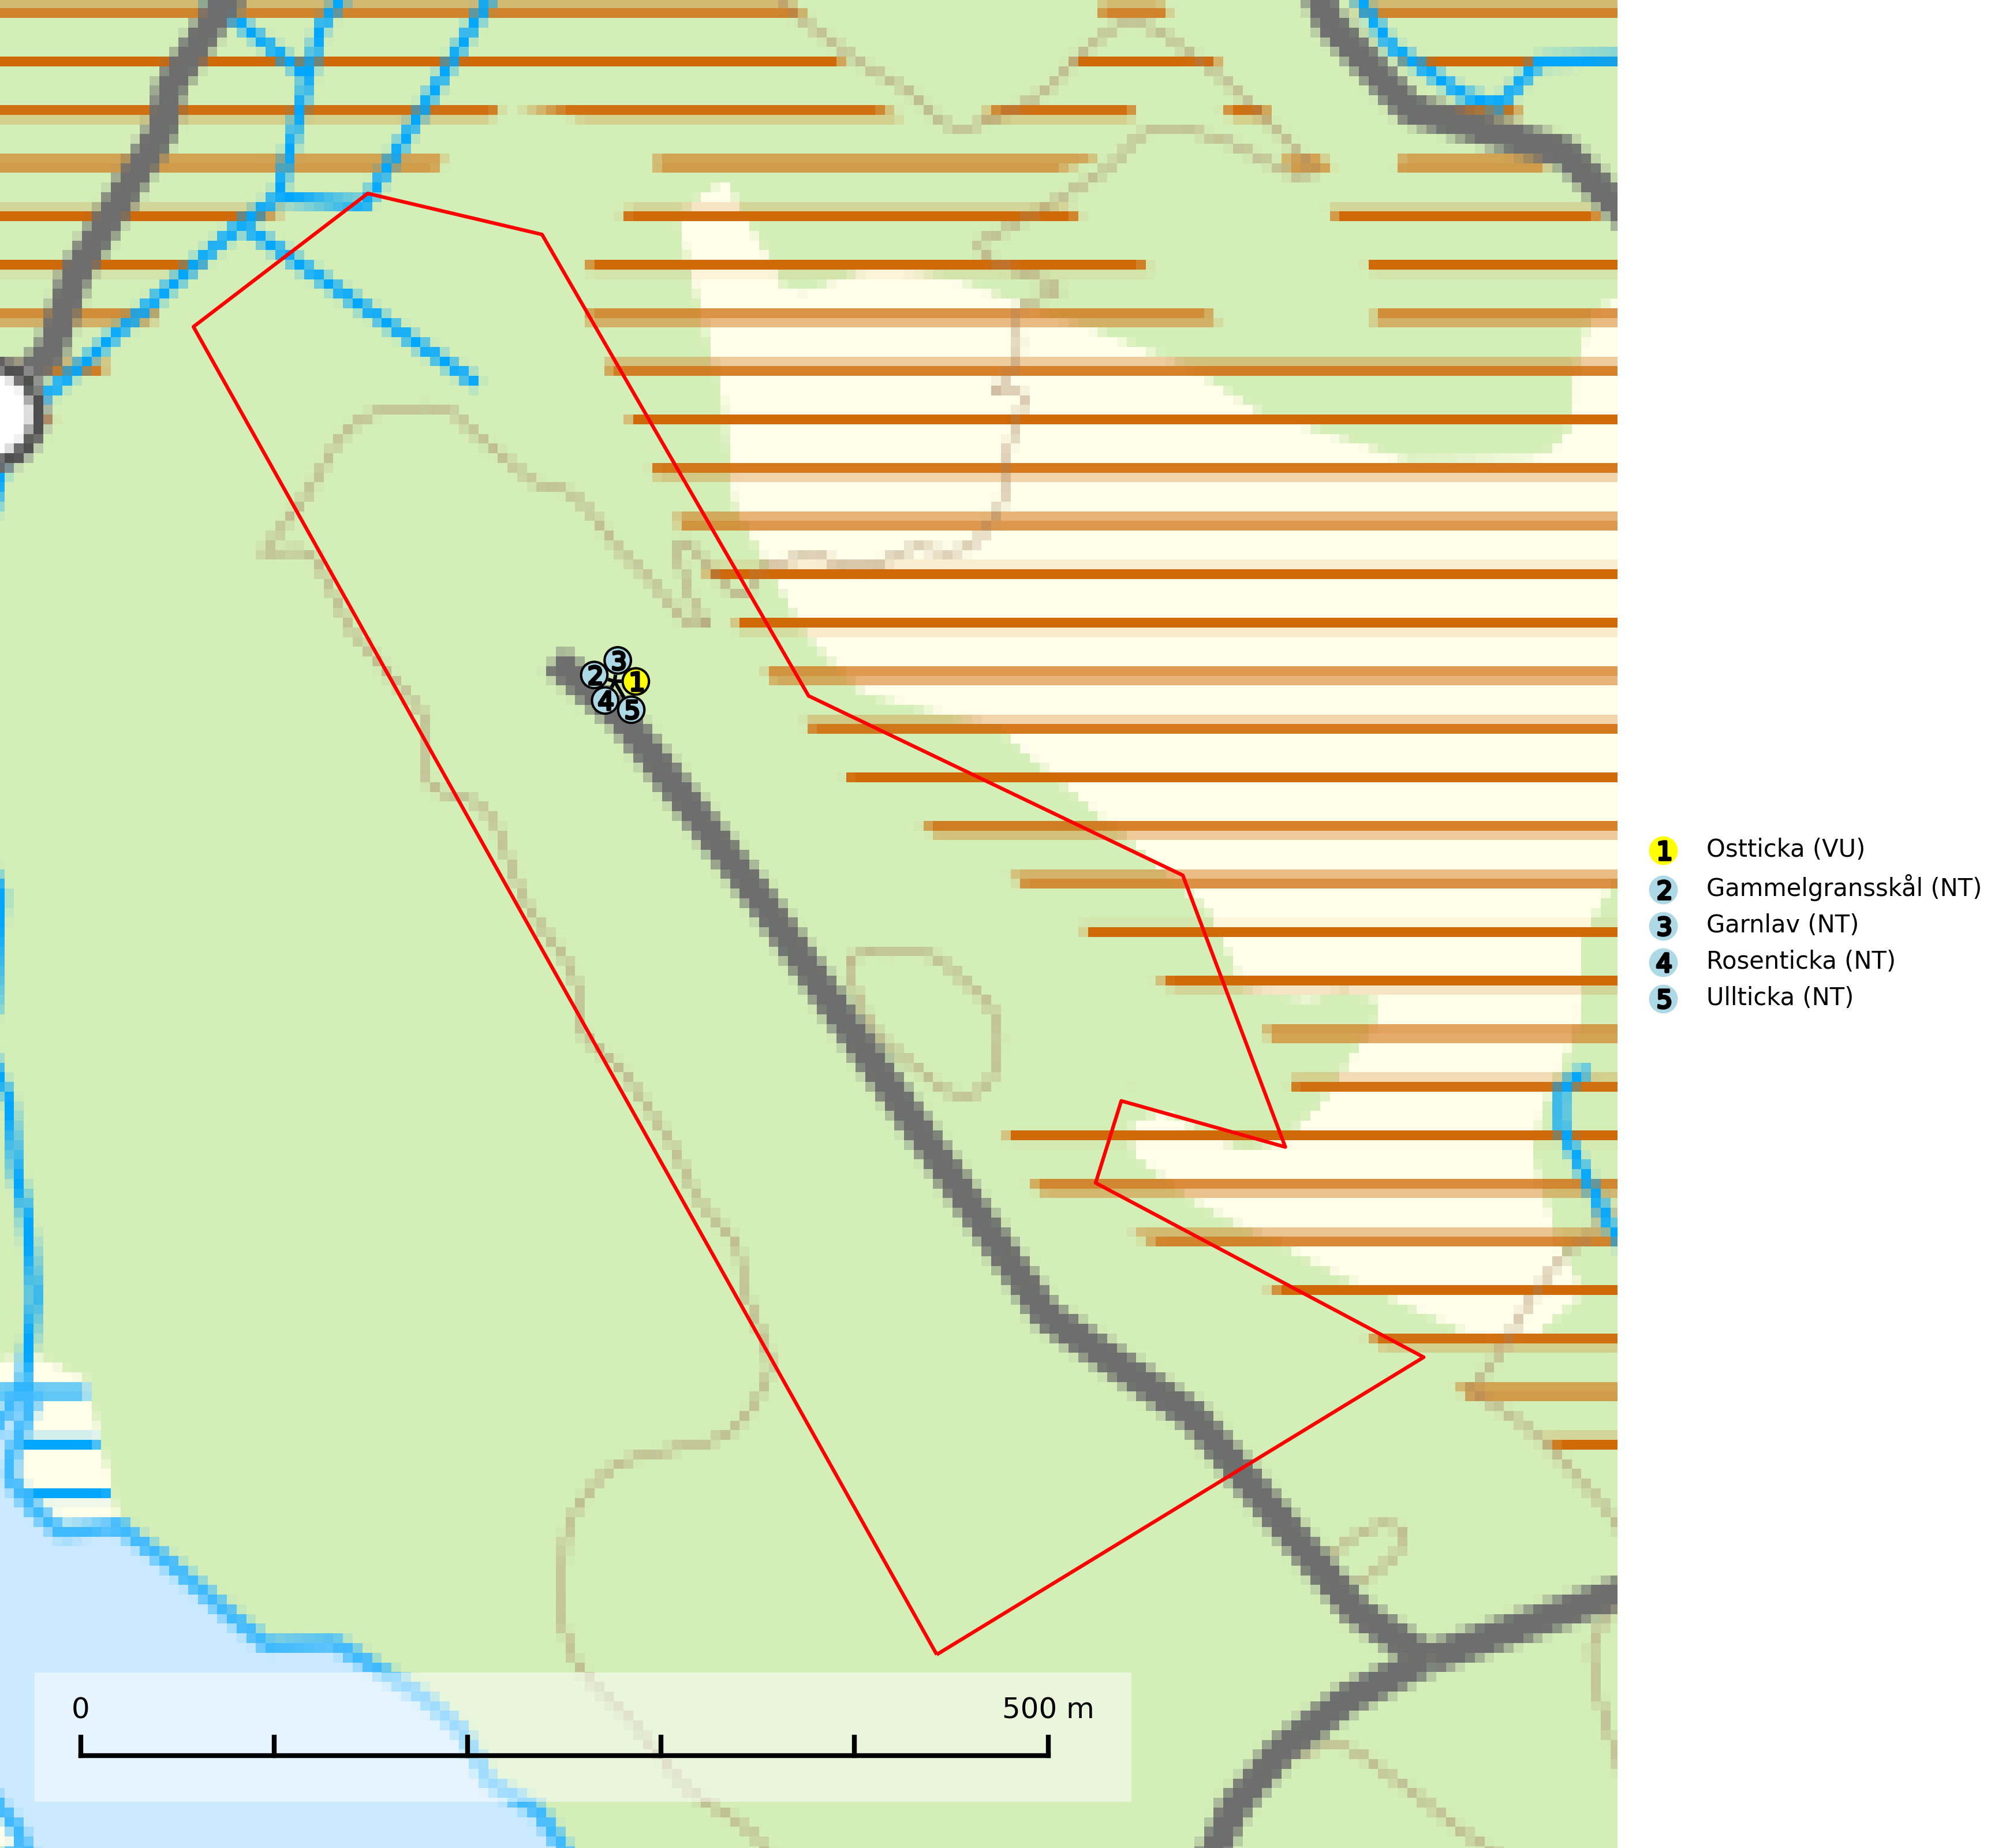 3
2
1
4
5
1 Ostticka (VU)
2 Gammelgransskål (NT)
3 Garnlav (NT)
4 Rosenticka (NT)
5 Ullticka (NT)
0 500 m